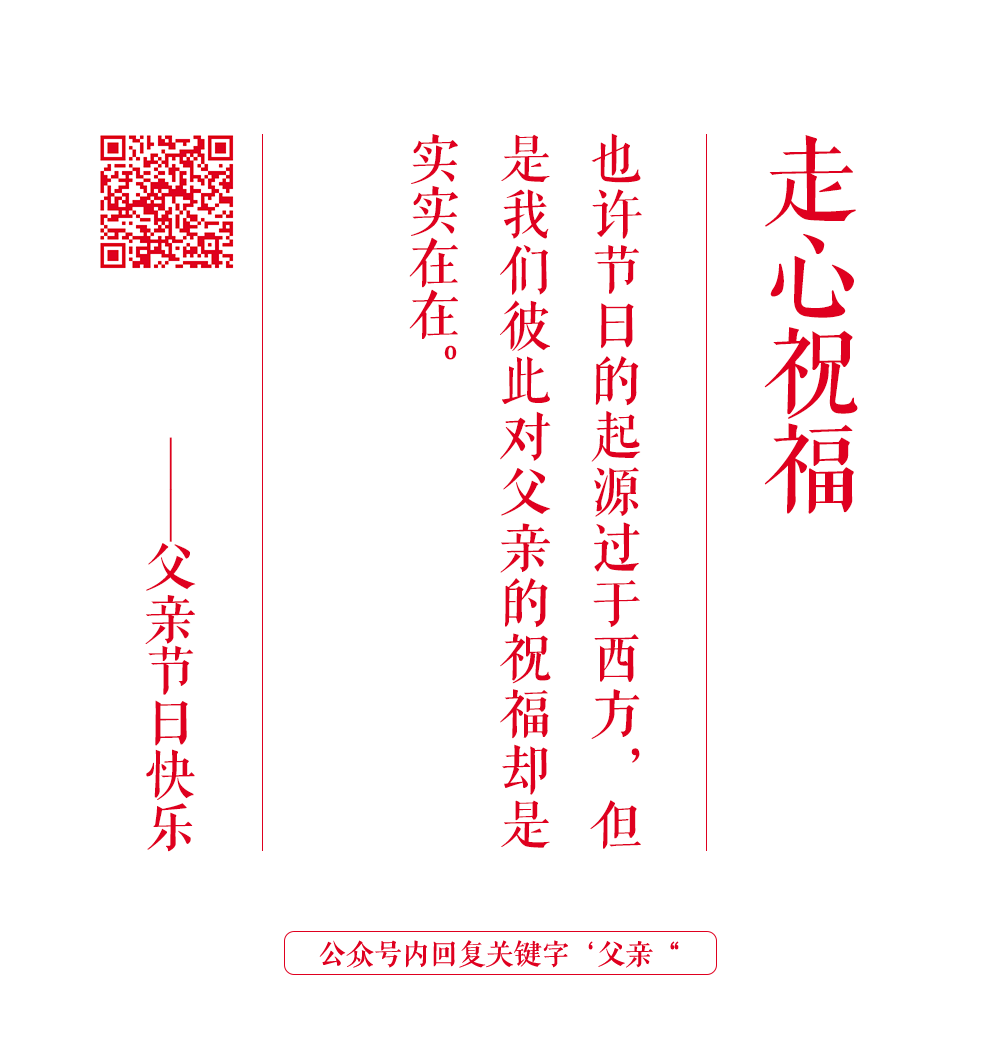 走心祝福
也许节日的起源过于西方，但
是我们彼此对父亲的祝福却是
实实在在。
——父亲节日快乐
公众号内回复关键字‘父亲“